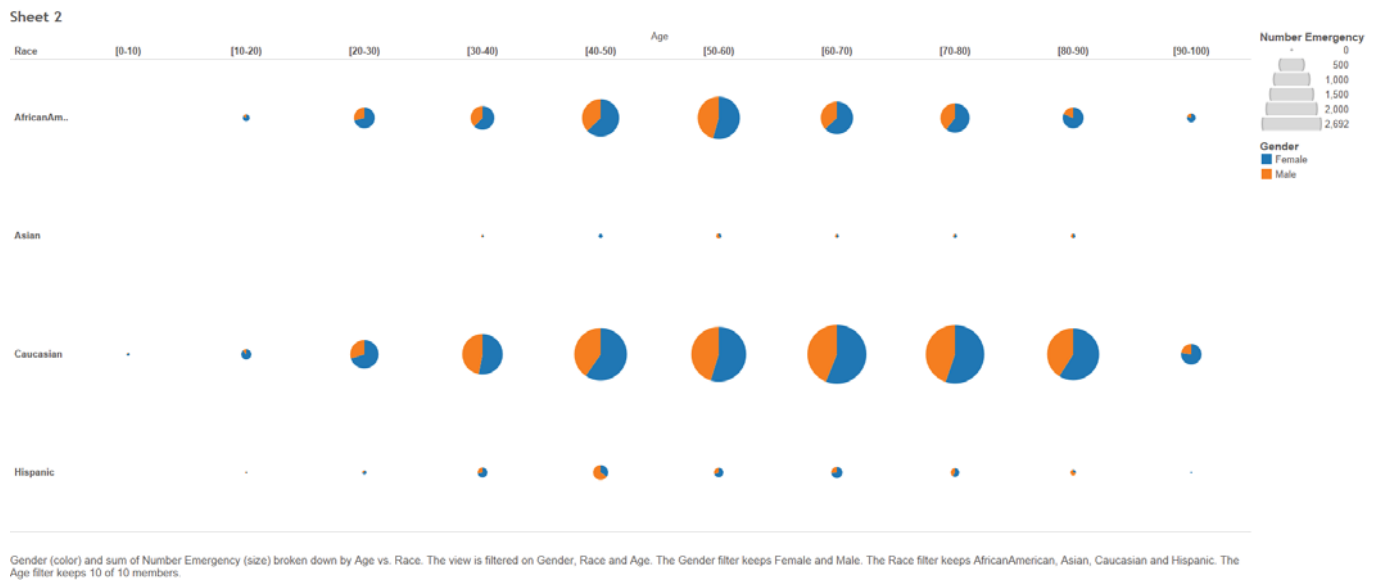 Sheet 2
Age
Race [0-10) [10-20) [20-30) [30-40) [40-50) [50-60) [60-70) [70-80) [80-90) [90-100)
AfricanAm..
Asian
Caucasian
Hispanic
Number Emergency
0
500
1,000
1,500
2,000
2,692
Gender
Female
Male
Gender (color) and sum of Number Emergency (size) broken down by Age vs. Race. The view is filtered on Gender, Race and Age. The Gender filter keeps Female and Male. The Race filter keeps AfricanAmerican, Asian, Caucasian and Hispanic. The
Age filter keeps 10 of 10 members.